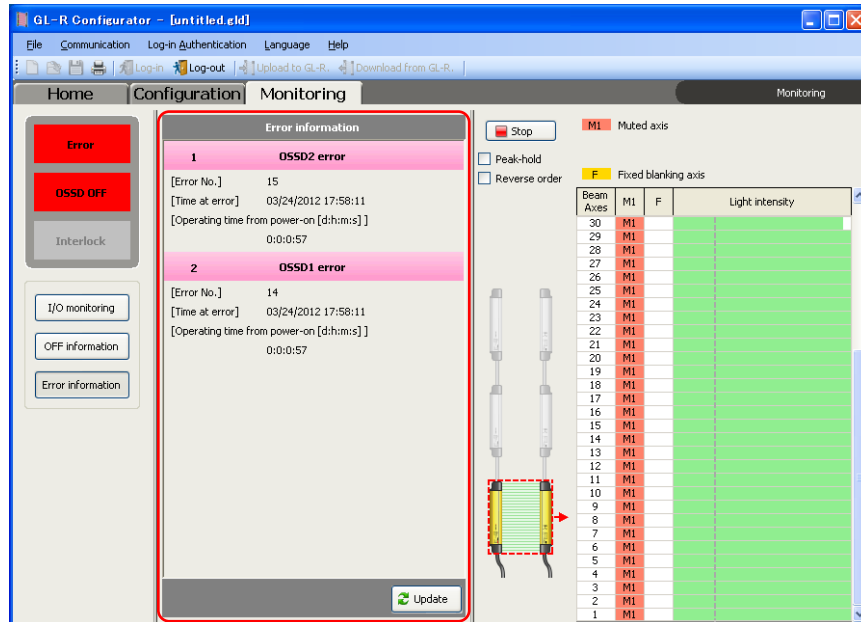 GL-R Configurator - [untitled.gld]
File Communication Log-in Authentication Language Help
Log-in Log-out Upload to GL-R. Download from GL-R.
Home Configuration Monitoring Monitoring
Error
OSSD OFF
Interlock
I/O monitoring
OFF information
Error information
Error information
1 OSSD2 error
[Error No.] 15
[Time at error] 03/24/2012 17:58:11
[Operating time from power-on [d:h:m:s] ]
0:0:0:57
2 OSSD1 error
[Error No.] 14
[Time at error] 03/24/2012 17:58:11
[Operating time from power-on [d:h:m:s] ]
0:0:0:57
Update
Stop
Peak-hold
Reverse order
M1 Muted axis
F Fixed blanking axis
Beam
Axes M1 F Light intensity
30 M1
29 M1
28 M1
27 M1
26 M1
25 M1
24 M1
23 M1
22 M1
21 M1
20 M1
19 M1
18 M1
17 M1
16 M1
15 M1
14 M1
13 M1
12 M1
11 M1
10 M1
9 M1
8 M1
7 M1
6 M1
5 M1
4 M1
3 M1
2 M1
1 M1